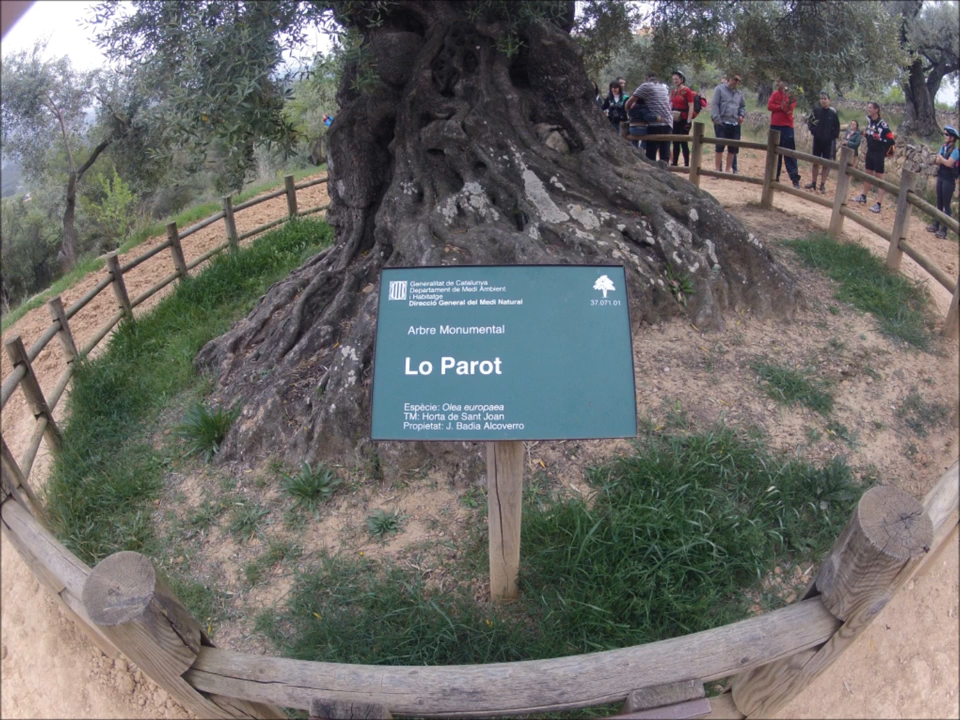 Generalitat de Catalunya
Departament de Medi Ambient
i Habitatge
Direcció General del Medi Natural
37.071.01
Arbre Monumental
Lo Parot
Espècie: Olea europaea
TM: Horta de Sant Joan
Propietat: J. Badia Alcoverro